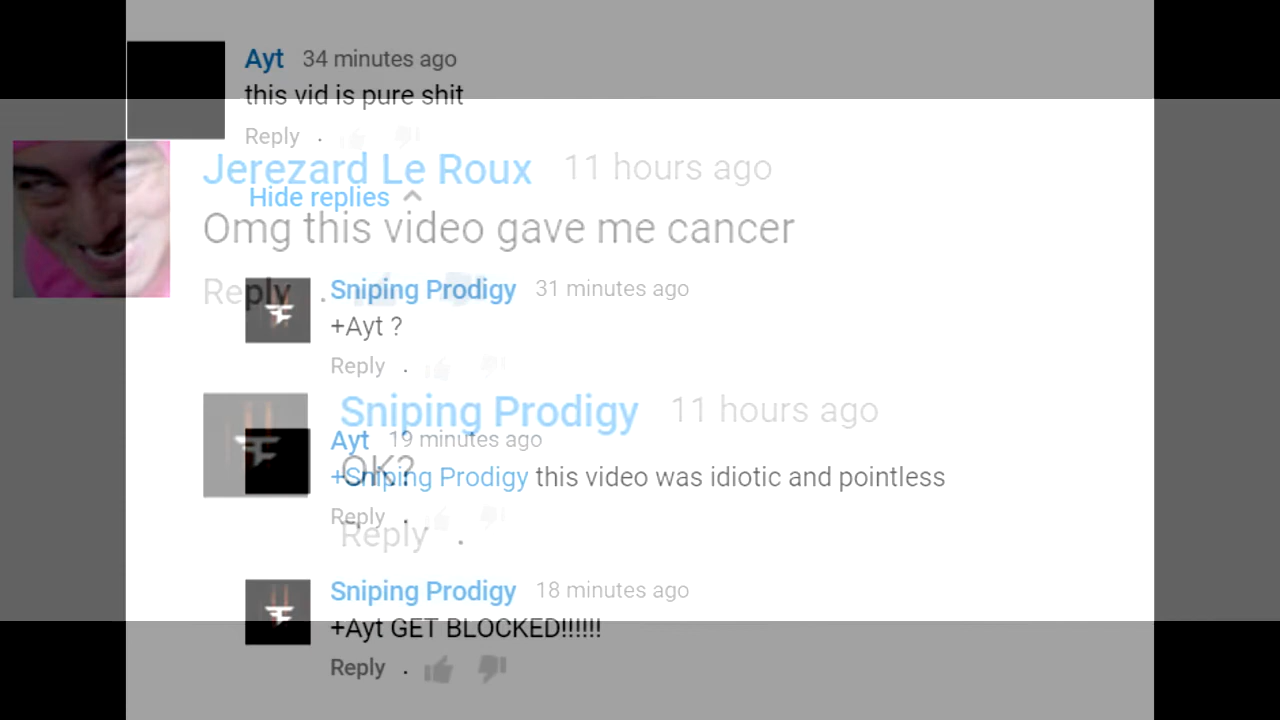 Ayt 34 minutes ago
this vid is pure shit
Reply .
Jerezard Le Roux 11 hours ago
Hide replies
Omg this video gave me cancer
Reply .
Sniping Prodigy 31 minutes ago
+Ayt ?
Reply .
Sniping Prodigy 11 hours ago
Ayt 19 minutes ago
OK?
+Sniping Prodigy this video was idiotic and pointless
Reply .
Reply .
Sniping Prodigy 18 minutes ago
+Ayt GET BLOCKED!!!!!!
Reply .